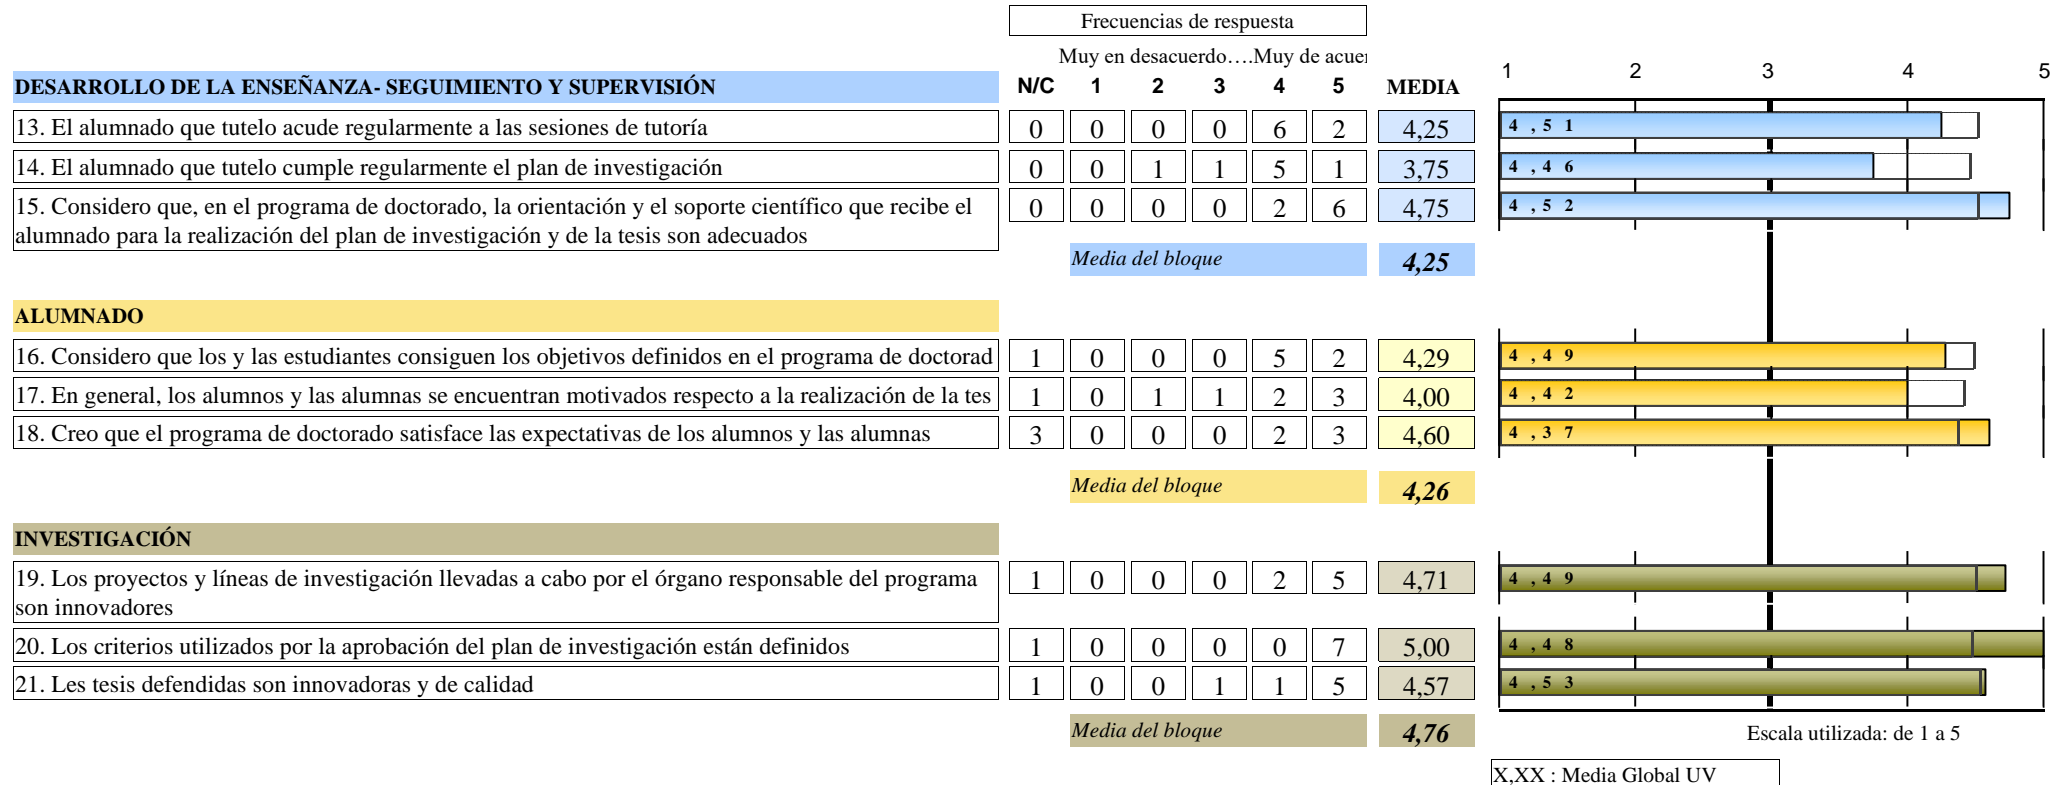 Frecuencias de respuesta
Muy en desacuerdo….Muy de acuer
DESARROLLO DE LA ENSEÑANZA- SEGUIMIENTO Y SUPERVISIÓN N/C 1 2 3 4 5 MEDIA 1 2 3 4 5
13. El alumnado que tutelo acude regularmente a las sesiones de tutoría 0 0 0 0 6 2 4,25 4,51
14. El alumnado que tutelo cumple regularmente el plan de investigación 0 0 1 1 5 1 3,75 4,46
15. Considero que, en el programa de doctorado, la orientación y el soporte científico que recibe el 0 0 0 0 2 6 4,75 4,52
alumnado para la realización del plan de investigación y de la tesis son adecuados
Media del bloque 4,25
ALUMNADO
16. Considero que los y las estudiantes consiguen los objetivos definidos en el programa de doctorad 1 0 0 0 5 2 4,29 4,49
17. En general, los alumnos y las alumnas se encuentran motivados respecto a la realización de la tes 1 0 1 1 2 3 4,00 4,42
18. Creo que el programa de doctorado satisface las expectativas de los alumnos y las alumnas 3 0 0 0 2 3 4,60 4,37
Media del bloque 4,26
INVESTIGACIÓN
19. Los proyectos y líneas de investigación llevadas a cabo por el órgano responsable del programa 1 0 0 0 2 5 4,71 4,49
son innovadores
20. Los criterios utilizados por la aprobación del plan de investigación están definidos 1 0 0 0 0 7 5,00 4,48
21. Les tesis defendidas son innovadoras y de calidad 1 0 0 1 1 5 4,57 4,53
Media del bloque 4,76 Escala utilizada: de 1 a 5
X,XX : Media Global UV